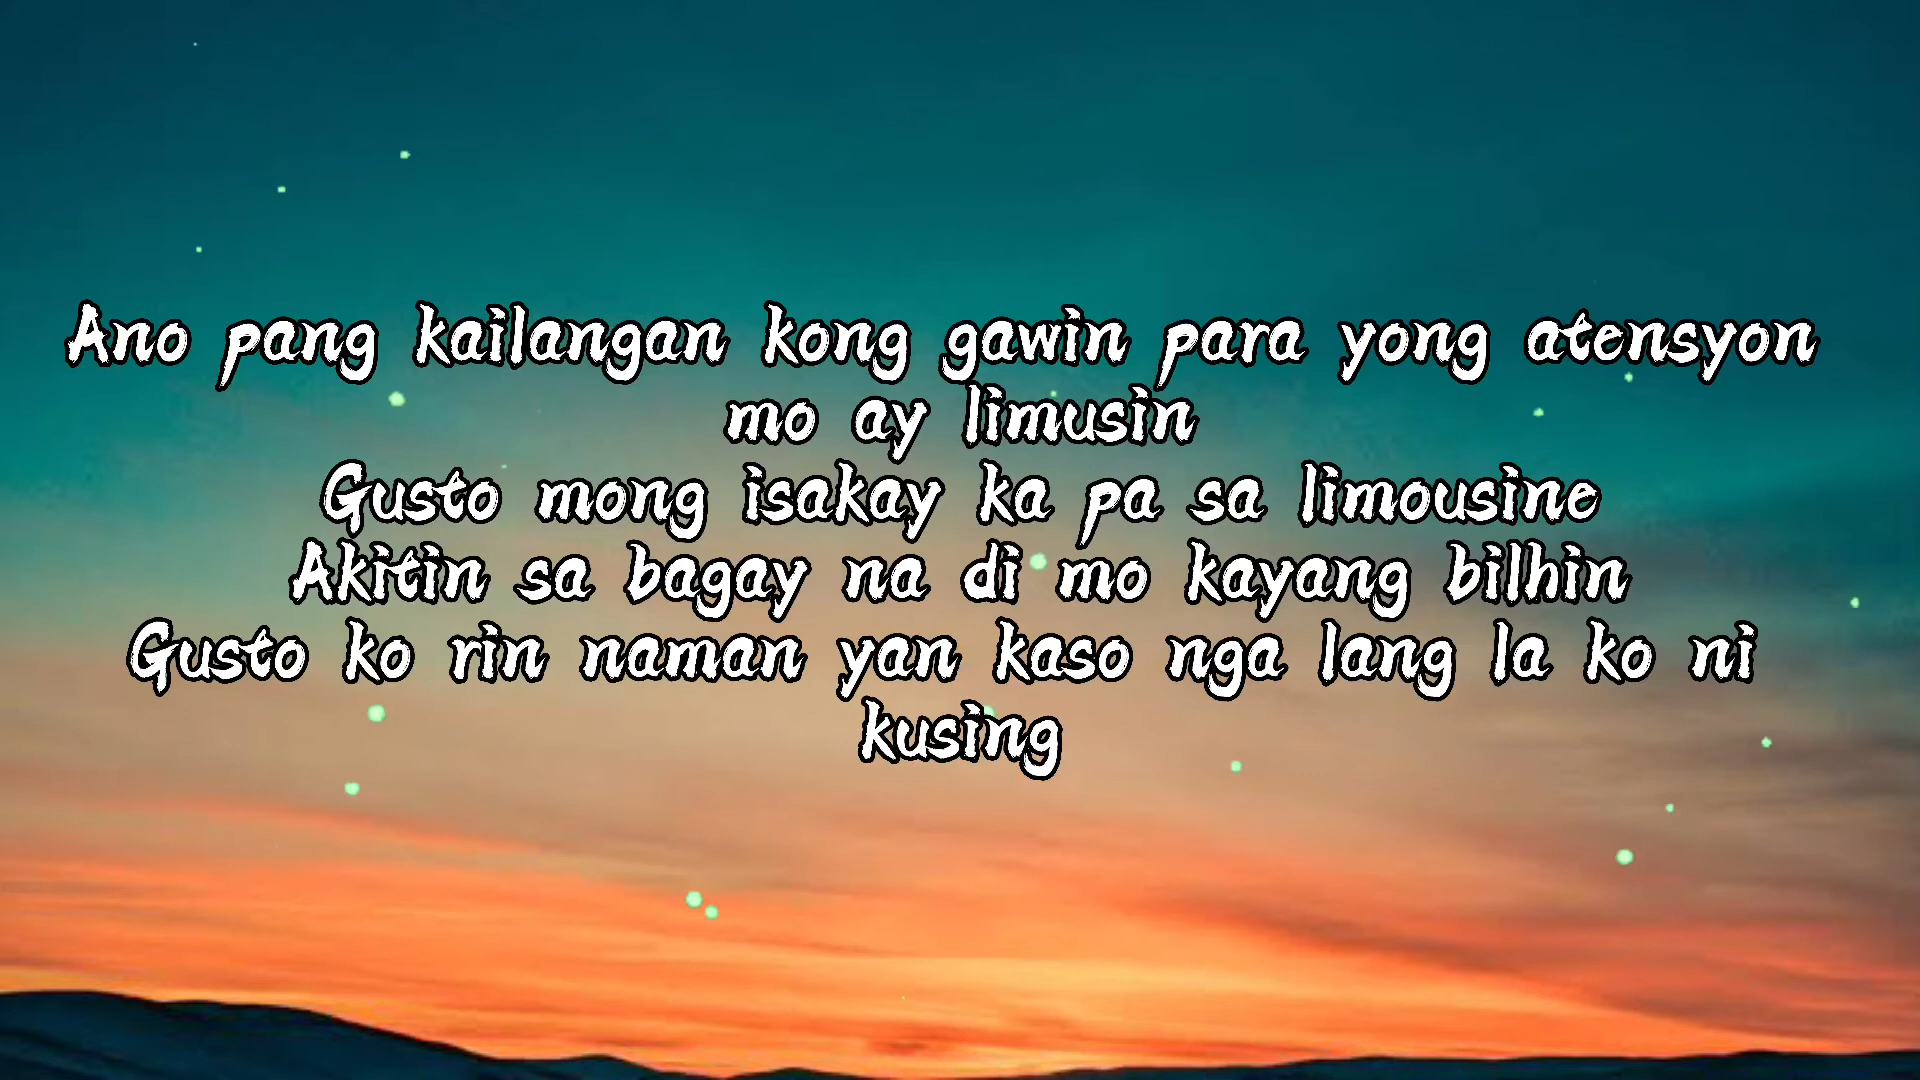 Ano pang kailangan kong gawin para yong atensyon
mo ay limusin
Gusto mong isakay ka pa sa limousine
Akitin sa bagay na di mo kayang bilhin
Gusto ko rin naman yan kaso nga lang la ko ni
kusing